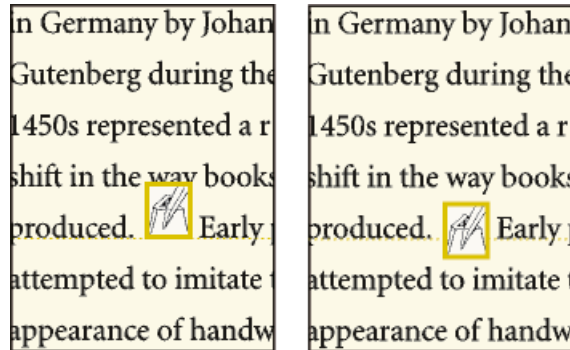 in Germany by Johan
Gutenberg during the
1450s represented a r
shift in the way books
produced. Early
attempted to imitate
appearance of handw
in Germany by Johan
Gutenberg during the
1450s represented a r
shift in the way books
produced. Early
attempted to imitate
appearance of handw